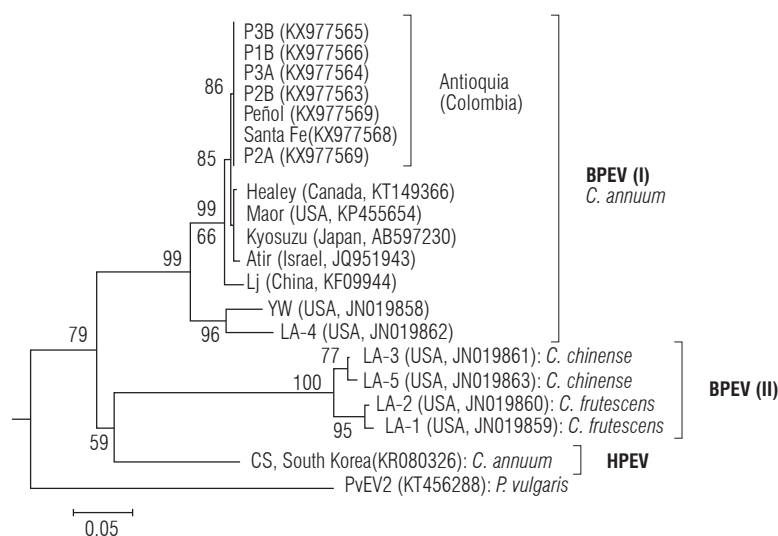 P3B (KX977565)
P1B (KX977566)
P3A (KX977564)
P2B (KX977563)
Peñol (KX977569)
Santa Fe(KX977568)
P2A (KX977569)
Antioquia
(Colombia)
Healey (Canada, KT149366)
Maor (USA, KP455654)
Kyosuzu (Japan, AB597230)
Atir (Israel, JQ951943)
Lj (China, KF09944)
YW (USA, JN019858)
LA-4 (USA, JN019862)
BPEV (I)
C. annuum
LA-3 (USA, JN019861): C. chinense
LA-5 (USA, JN019863): C. chinense
LA-2 (USA, JN019860): C. frutescens
LA-1 (USA, JN019859): C. frutescens
BPEV (II)
CS, South Korea(KR080326): C. annuum
HPEV
PvEV2 (KT456288): P. vulgaris
86
85
99
66
99
96
79
77
100
95
59
0.05